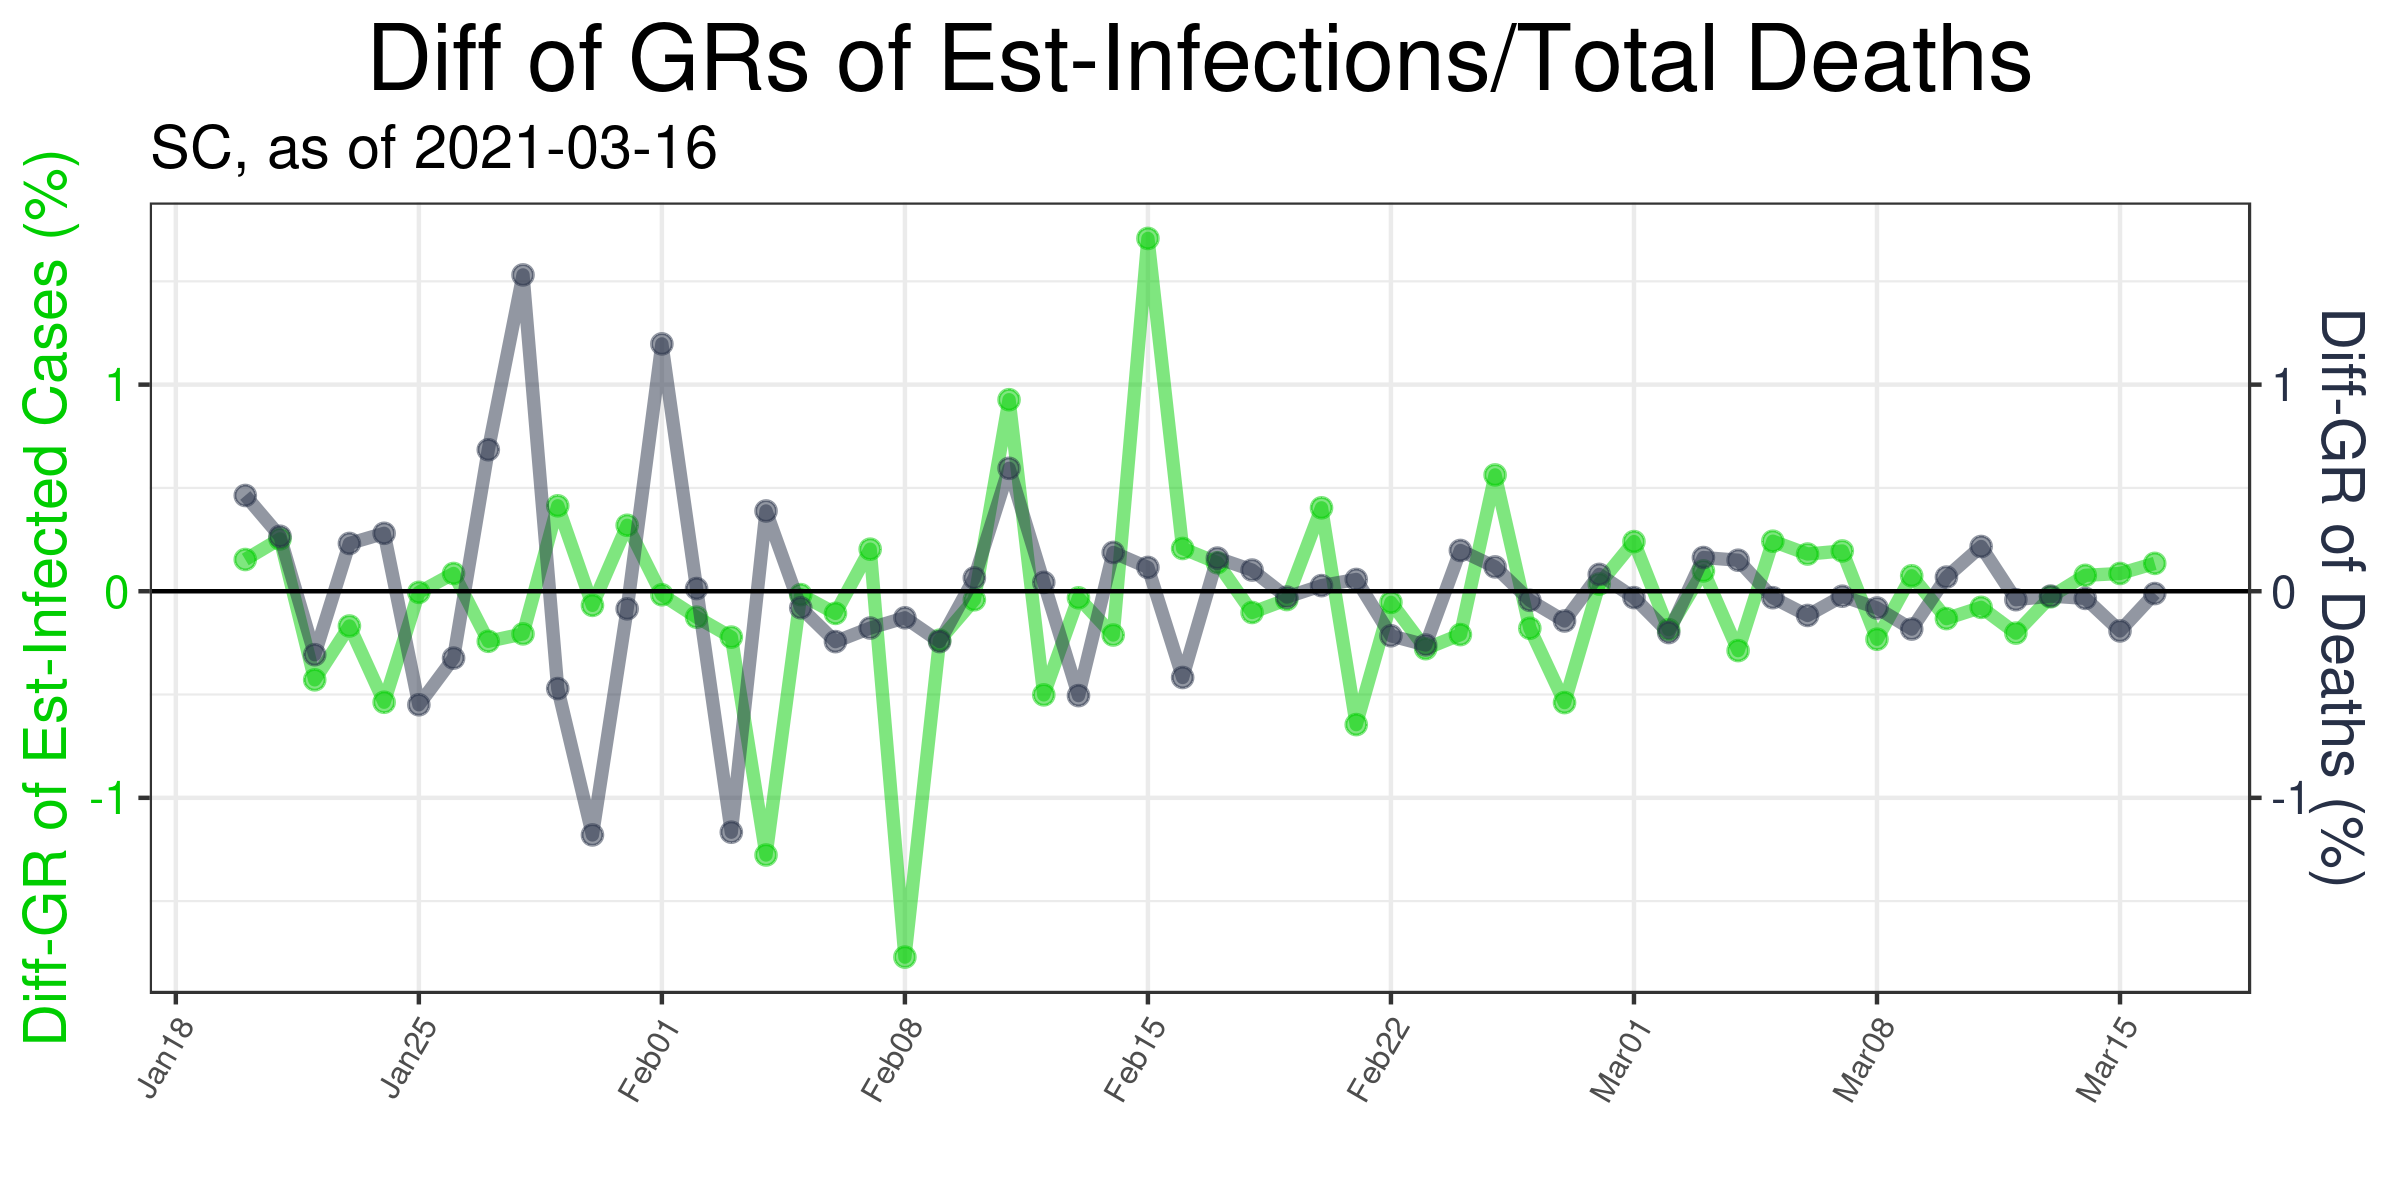 Diff of GRs of Est-Infections/Total Deaths
SC, as of 2021-03-16
Diff-GR of Est-Infected Cases (%)
1
0
-1
1
0
-1
Diff-GR of Deaths (%)
Jan18
Jan25
Feb01
Feb08
Feb15
Feb22
Mar01
Mar08
Mar15